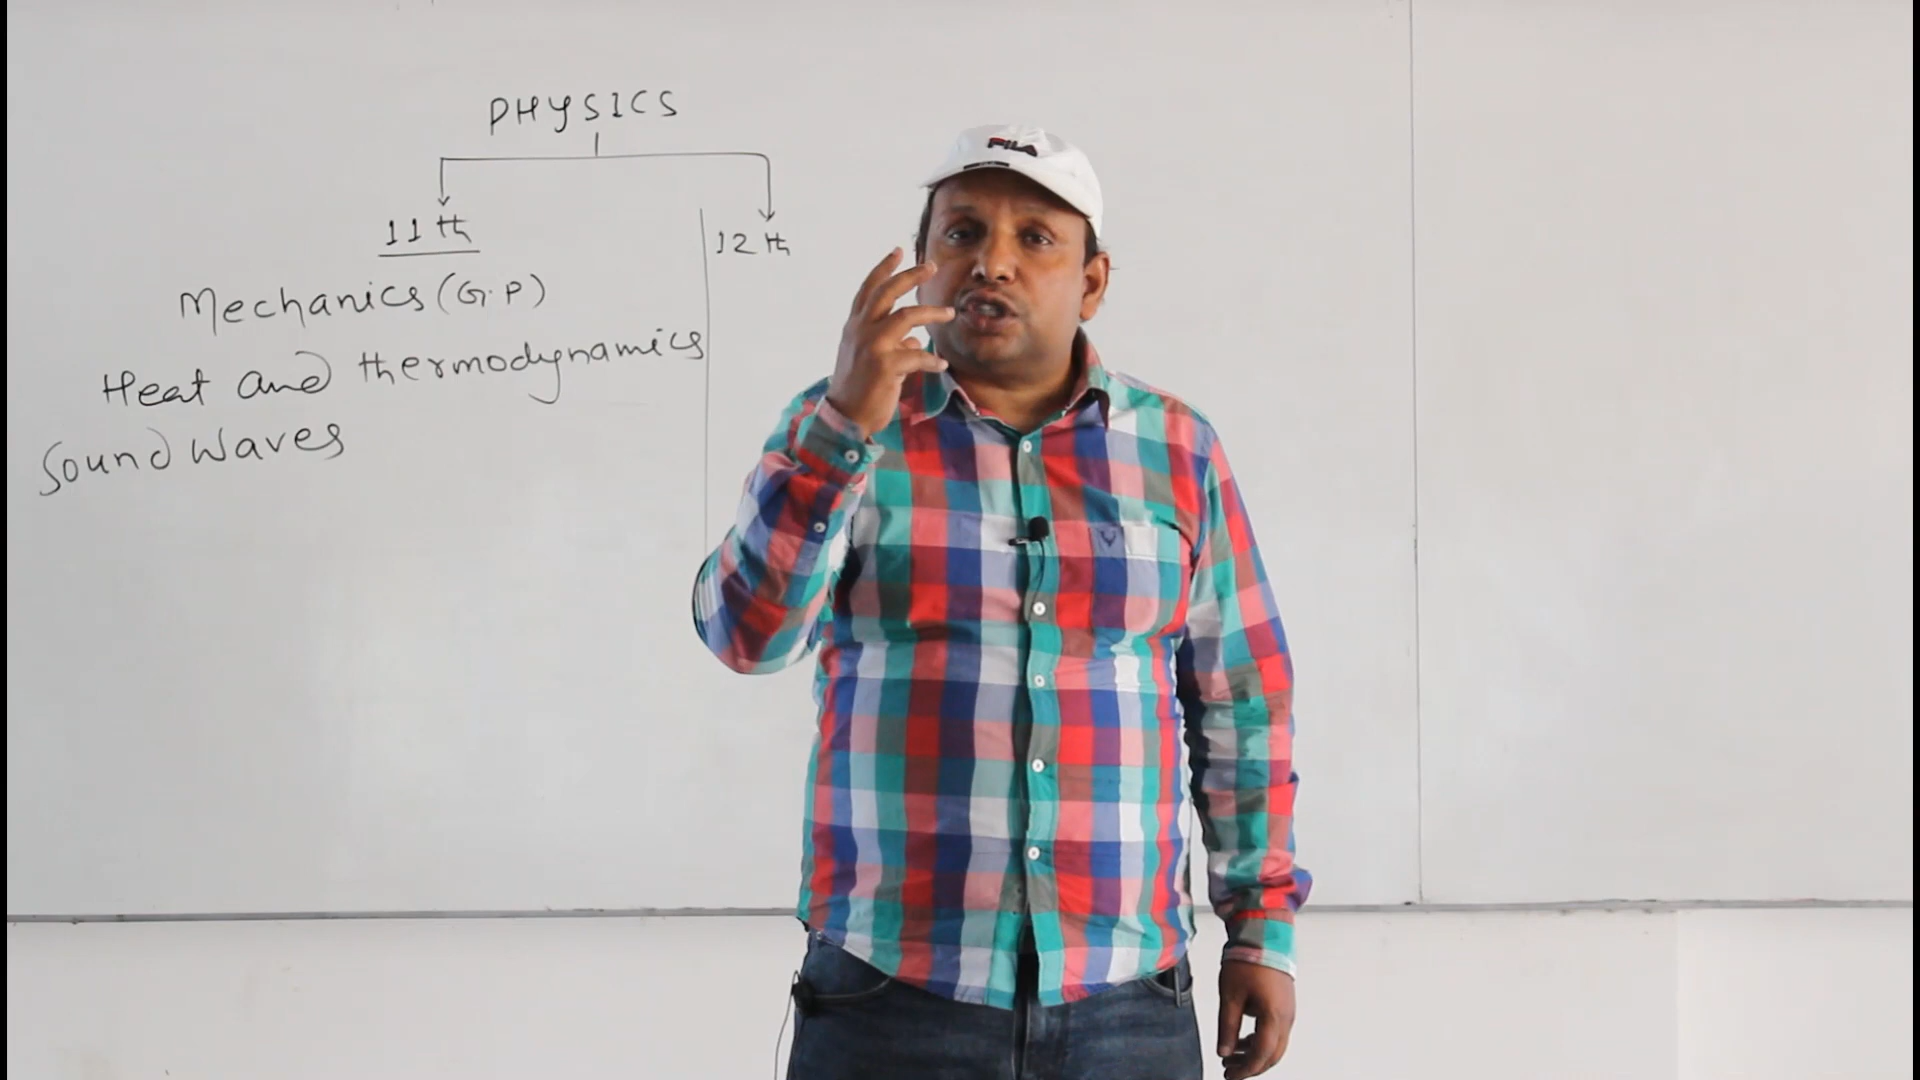 PHYSICS
11th
12th
Mechanics (G.P)
Heat and thermodynamics
Sound Waves
FILA